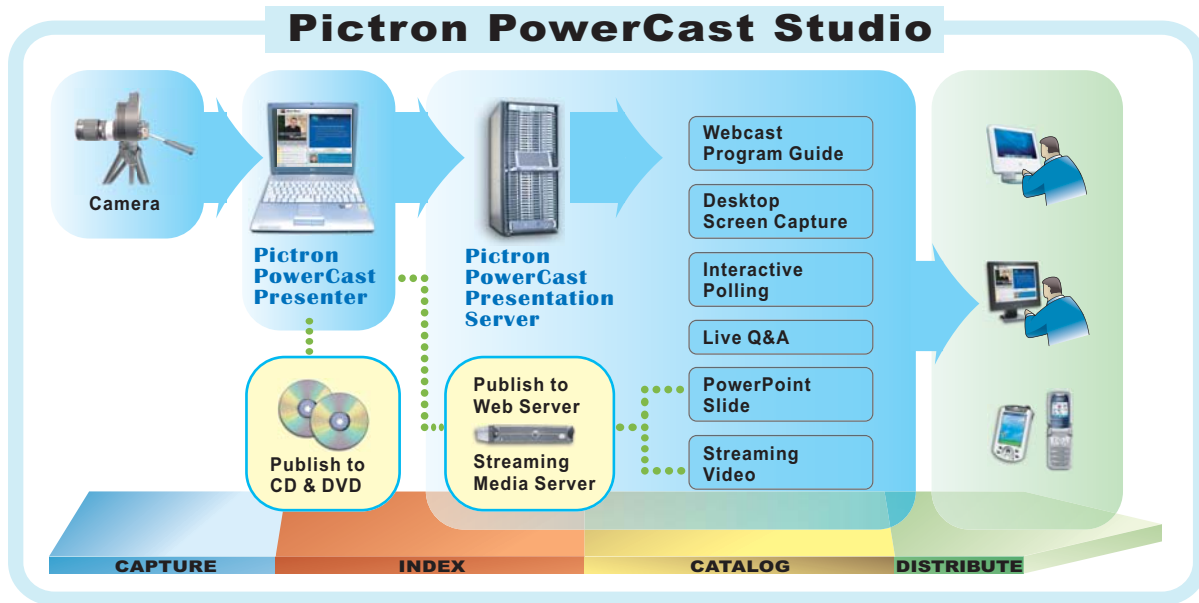 Pictron PowerCast Studio
Camera
Pictron
PowerCast
Presenter
Pictron
PowerCast
Presentation
Server
Webcast
Program Guide
Desktop
Screen Capture
Interactive
Polling
Live Q&A
PowerPoint
Slide
Streaming
Video
Publish to
CD & DVD
Publish to
Web Server
Streaming
Media Server
CAPTURE
INDEX
CATALOG
DISTRIBUTE